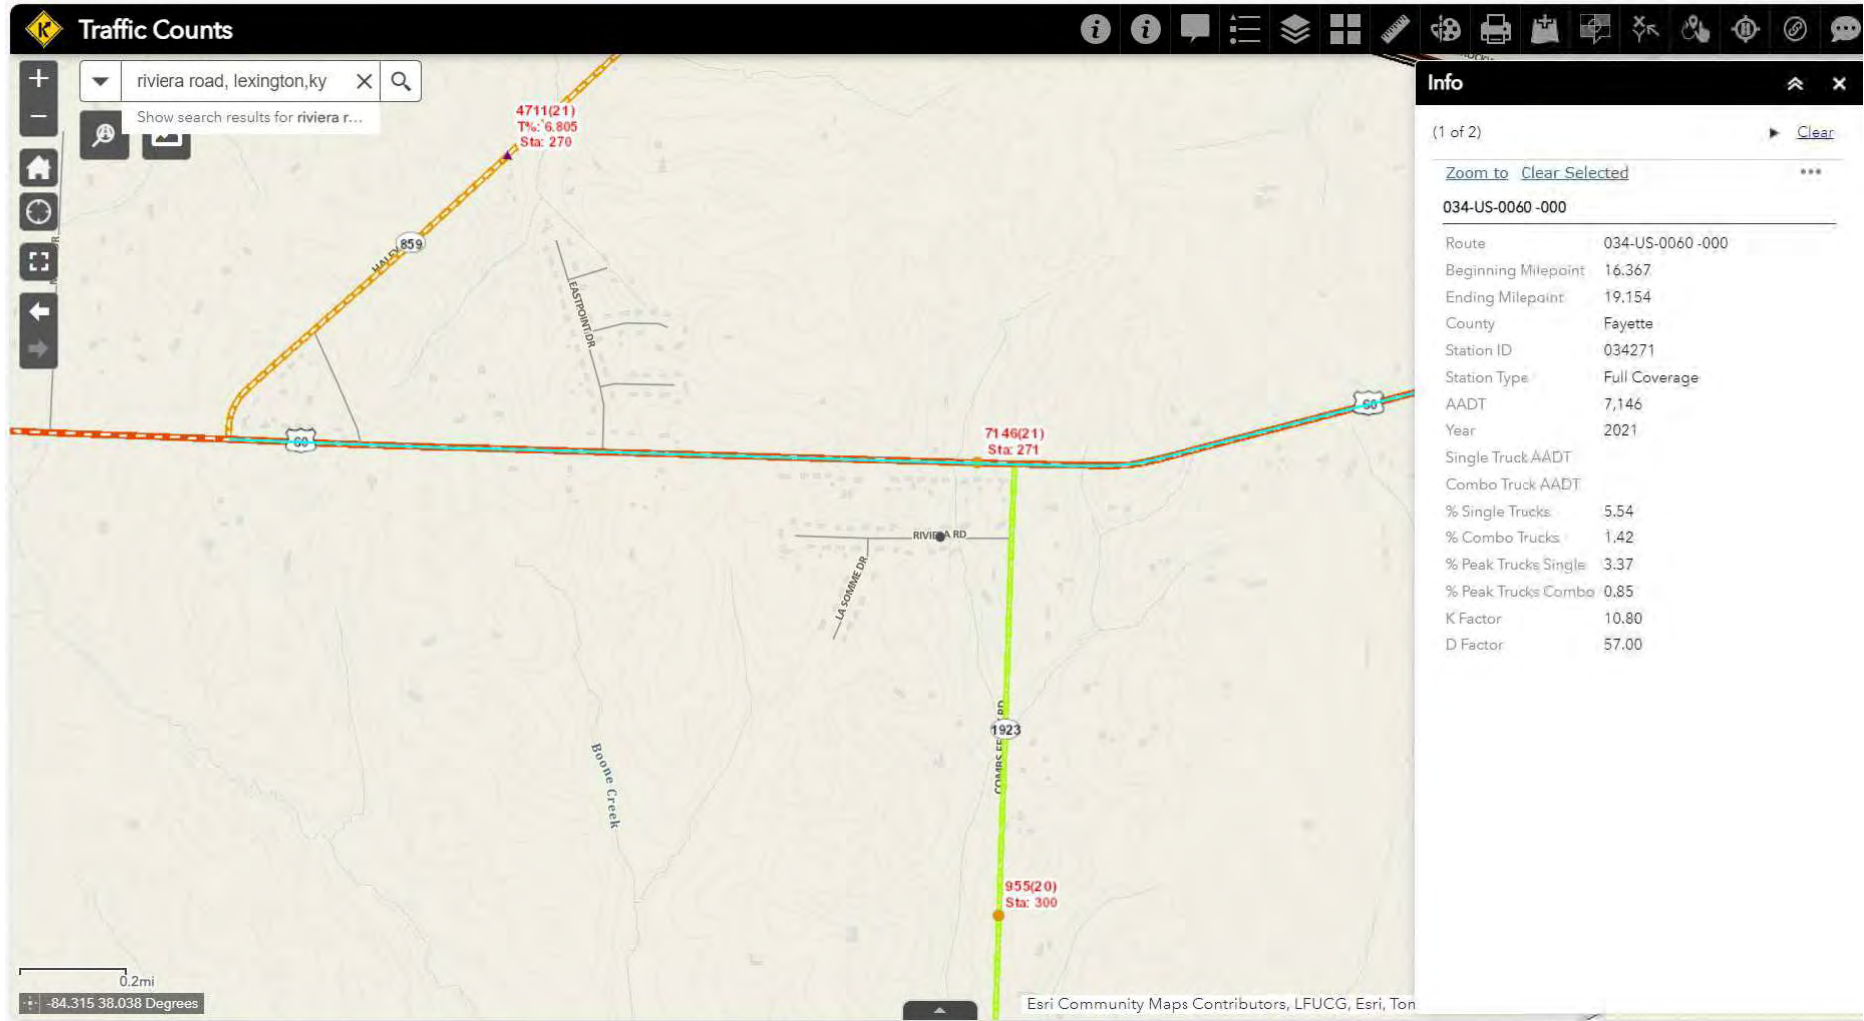 Traffic Counts
riviera road, lexington,ky
Show search results for riviera r...
4711(21)
T%: 6.805
Sta: 270
859
EASTPOINT DR
60
7146(21)
Sta: 271
60
RIVIERA RD
LA SOMME DR
1923
Boone Creek
955(20)
Sta: 300
0.2mi
-84.315 38.038 Degrees
Esri Community Maps Contributors, LFUCG, Esri, Tom
Info
(1 of 2)
Clear
Zoom to Clear Selected
034-US-0060 -000
Route 034-US-0060 -000
Beginning Milepoint 16.367
Ending Milepoint 19.154
County Fayette
Station ID 034271
Station Type Full Coverage
AADT 7,146
Year 2021
Single Truck AADT
Combo Truck AADT
% Single Trucks 5.54
% Combo Trucks 1.42
% Peak Trucks Single 3.37
% Peak Trucks Combo 0.85
K Factor 10.80
D Factor 57.00